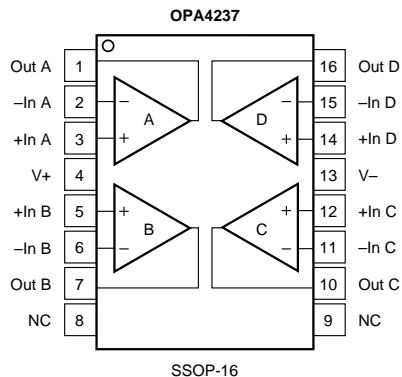 OPA4237
Out A 1 16 Out D
–In A 2 – – 15 –In D
+In A 3 + A D + 14 +In D
V+ 4 13 V–
+In B 5 + + 12 +In C
–In B 6 – B C – 11 –In C
Out B 7 10 Out C
NC 8 9 NC
SSOP-16